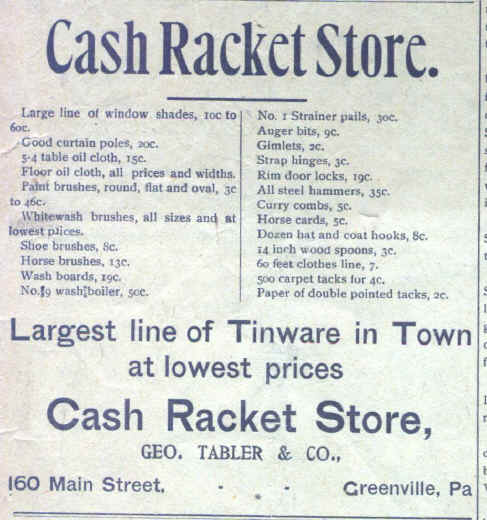 Cash Racket Store.
Large line of window shades, 10c to
60c.
Good curtain poles, 20c.
5-4 table oil cloth, 15c.
Floor oil cloth, all prices and widths.
Paint brushes, round, flat and oval, 3c
to 46c.
Whitewash brushes, all sizes and at
lowest prices.
Shoe brushes, 8c.
Horse brushes, 13c.
Wash boards, 19c.
No. 9 wash boiler, 50c.
No. 1 Strainer pails, 30c.
Auger bits, 9c.
Gimlets, 2c.
Strap hinges, 3c.
Rim door locks, 19c.
All steel hammers, 35c.
Curry combs, 5c.
Horse cards, 5c.
Dozen hat and coat hooks, 8c.
14 inch wood spoons, 3c.
60 feet clothes line, 7.
500 carpet tacks for 4c.
Paper of double pointed tacks, 2c.
Largest line of Tinware in Town
at lowest prices
Cash Racket Store,
GEO. TABLER & CO.,
160 Main Street. - - Greenville, Pa